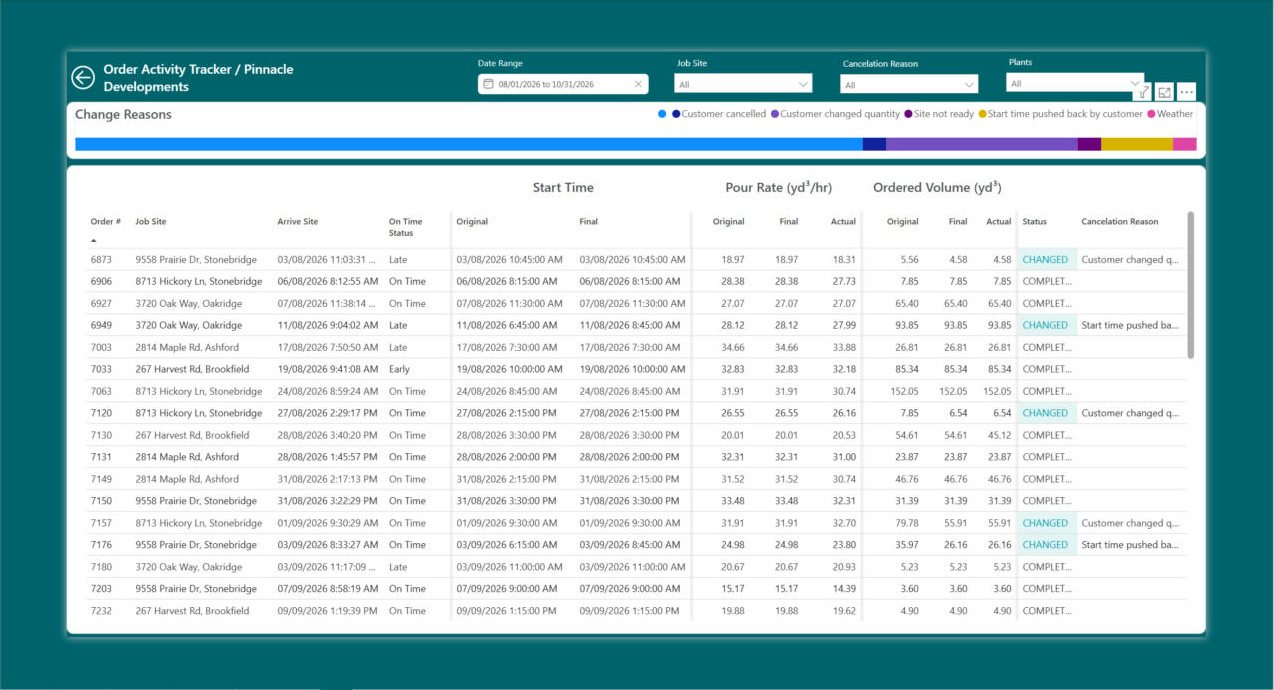 Order Activity Tracker / Pinnacle
Developments
Date Range
08/01/2026 to 10/31/2026
Job Site
All
Cancelation Reason
All
Plants
All
Change Reasons
Customer cancelled Customer changed quantity Site not ready Start time pushed back by customer Weather
Start Time Pour Rate (yd³/hr) Ordered Volume (yd³)
Order # Job Site Arrive Site On Time Status Original Final Original Final Actual Original Final Actual Status Cancelation Reason
6873 9558 Prairie Dr, Stonebridge 03/08/2026 11:03:31 ... Late 03/08/2026 10:45:00 AM 03/08/2026 10:45:00 AM 18.97 18.97 18.31 5.56 4.58 4.58 CHANGED Customer changed q...
6906 8713 Hickory Ln, Stonebridge 06/08/2026 8:12:55 AM On Time 06/08/2026 8:15:00 AM 06/08/2026 8:15:00 AM 28.38 28.38 27.73 7.85 7.85 7.85 COMPLET...
6927 3720 Oak Way, Oakridge 07/08/2026 11:38:14 ... On Time 07/08/2026 11:30:00 AM 07/08/2026 11:30:00 AM 27.07 27.07 27.07 65.40 65.40 65.40 COMPLET...
6949 3720 Oak Way, Oakridge 11/08/2026 9:04:02 AM Late 11/08/2026 6:45:00 AM 11/08/2026 8:45:00 AM 28.12 28.12 27.99 93.85 93.85 93.85 CHANGED Start time pushed ba...
7003 2814 Maple Rd, Ashford 17/08/2026 7:50:50 AM Late 17/08/2026 7:30:00 AM 17/08/2026 7:30:00 AM 34.66 34.66 33.88 26.81 26.81 26.81 COMPLET...
7033 267 Harvest Rd, Brookfield 19/08/2026 9:41:08 AM Early 19/08/2026 10:00:00 AM 19/08/2026 10:00:00 AM 32.83 32.83 32.18 85.34 85.34 85.34 COMPLET...
7063 8713 Hickory Ln, Stonebridge 24/08/2026 8:59:24 AM On Time 24/08/2026 8:45:00 AM 24/08/2026 8:45:00 AM 31.91 31.91 30.74 152.05 152.05 152.05 COMPLET...
7120 8713 Hickory Ln, Stonebridge 27/08/2026 2:29:17 PM On Time 27/08/2026 2:15:00 PM 27/08/2026 2:15:00 PM 26.55 26.55 26.16 7.85 6.54 6.54 CHANGED Customer changed q...
7130 267 Harvest Rd, Brookfield 28/08/2026 3:40:20 PM On Time 28/08/2026 3:30:00 PM 28/08/2026 3:30:00 PM 20.01 20.01 20.53 54.61 54.61 45.12 COMPLET...
7131 2814 Maple Rd, Ashford 28/08/2026 1:45:57 PM On Time 28/08/2026 2:00:00 PM 28/08/2026 2:00:00 PM 32.31 32.31 31.00 23.87 23.87 23.87 COMPLET...
7149 2814 Maple Rd, Ashford 31/08/2026 2:17:13 PM On Time 31/08/2026 2:15:00 PM 31/08/2026 2:15:00 PM 31.52 31.52 30.74 46.76 46.76 46.76 COMPLET...
7150 9558 Prairie Dr, Stonebridge 31/08/2026 3:22:29 PM On Time 31/08/2026 3:30:00 PM 31/08/2026 3:30:00 PM 33.48 33.48 32.31 31.39 31.39 31.39 COMPLET...
7157 8713 Hickory Ln, Stonebridge 01/09/2026 9:30:29 AM On Time 01/09/2026 9:30:00 AM 01/09/2026 9:30:00 AM 31.91 31.91 32.70 79.78 55.91 55.91 CHANGED Customer changed q...
7176 9558 Prairie Dr, Stonebridge 03/09/2026 8:33:27 AM On Time 03/09/2026 6:15:00 AM 03/09/2026 8:45:00 AM 24.98 24.98 23.80 35.97 26.16 26.16 CHANGED Start time pushed ba...
7180 3720 Oak Way, Oakridge 03/09/2026 11:17:09 ... Late 03/09/2026 11:00:00 AM 03/09/2026 11:00:00 AM 20.67 20.67 20.93 5.23 5.23 5.23 COMPLET...
7203 9558 Prairie Dr, Stonebridge 07/09/2026 8:58:19 AM On Time 07/09/2026 9:00:00 AM 07/09/2026 9:00:00 AM 15.17 15.17 14.39 3.60 3.60 3.60 COMPLET...
7232 267 Harvest Rd, Brookfield 09/09/2026 1:19:39 PM On Time 09/09/2026 1:15:00 PM 09/09/2026 1:15:00 PM 19.88 19.88 19.62 4.90 4.90 4.90 COMPLET...